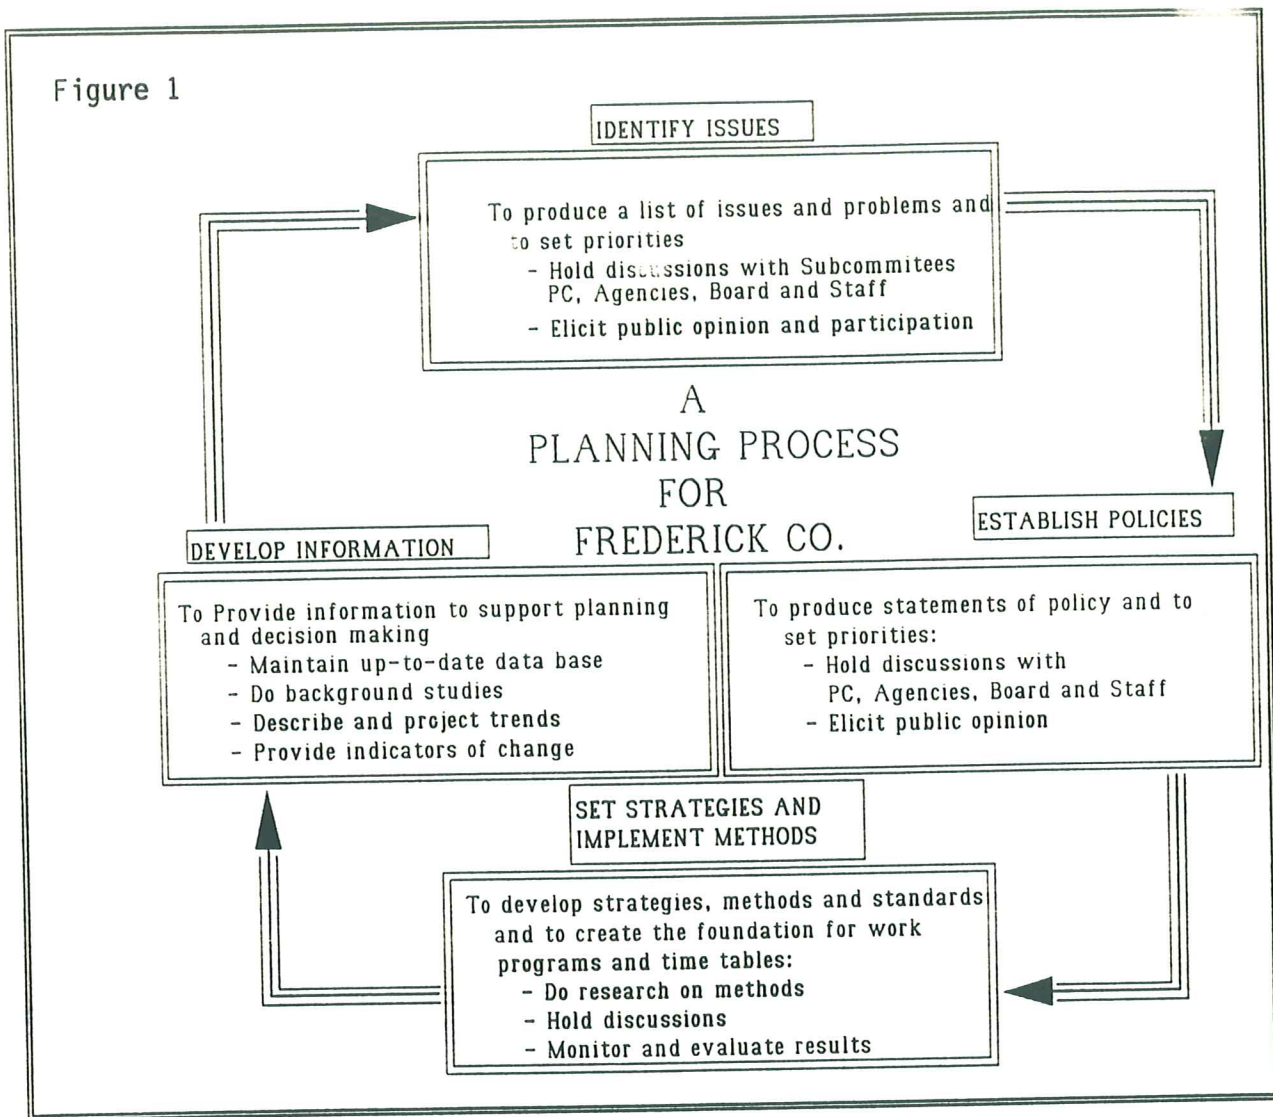 Figure 1
IDENTIFY ISSUES
To produce a list of issues and problems and
to set priorities
- Hold discussions with Subcommitees
PC, Agencies, Board and Staff
- Elicit public opinion and participation
A
PLANNING PROCESS
FOR
FREDERICK CO.
ESTABLISH POLICIES
To produce statements of policy and to
set priorities:
- Hold discussions with
PC, Agencies, Board and Staff
- Elicit public opinion
SET STRATEGIES AND
IMPLEMENT METHODS
To develop strategies, methods and standards
and to create the foundation for work
programs and time tables:
- Do research on methods
- Hold discussions
- Monitor and evaluate results
DEVELOP INFORMATION
To Provide information to support planning
and decision making
- Maintain up-to-date data base
- Do background studies
- Describe and project trends
- Provide indicators of change